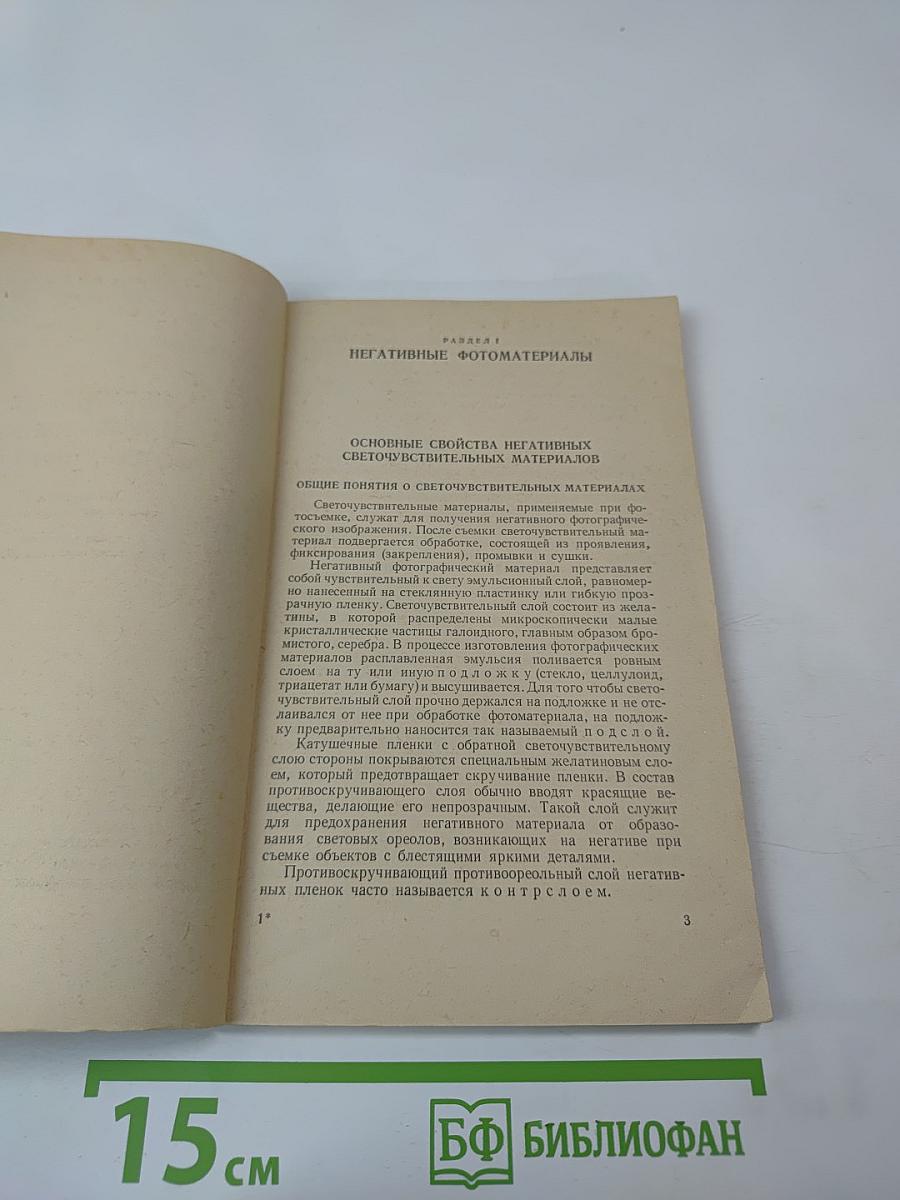 РАЗДЕЛ I
НЕГАТИВНЫЕ ФОТОМАТЕРИАЛЫ
ОСНОВНЫЕ СВОЙСТВА НЕГАТИВНЫХ
СВЕТОЧУВСТВИТЕЛЬНЫХ МАТЕРИАЛОВ
ОБЩИЕ ПОНЯТИЯ О СВЕТОЧУВСТВИТЕЛЬНЫХ МАТЕРИАЛАХ
Светочувствительные материалы, применяемые при фо-
тосъемке, служат для получения негативного фотографиче-
ского изображения. После съемки светочувствительный ма-
териал подвергается обработке, состоящей из проявления,
фиксирования (закрепления), промывки и сушки.
Негативный фотографический материал представляет
собой чувствительный к свету эмульсионный слой, равномер-
но нанесенный на стеклянную пластинку или гибкую проз-
рачную пленку. Светочувствительный слой состоит из жела-
тины, в которой распределены микроскопически малые
кристаллические частицы галоидного, главным образом бро-
мистого, серебра. В процессе изготовления фотографических
материалов расплавленная эмульсия поливается ровным
слоем на ту или иную подложку (стекло, целлулоид,
триацетат или бумагу) и высушивается. Для того чтобы свето-
чувствительный слой прочно держался на подложке и не отс-
лаивался от нее при обработке фотоматериала, на подлож-
ку предварительно наносится так называемый подслой.
Катушечные пленки с обратной светочувствительному
слою стороны покрываются специальным желатиновым сло-
ем, который предотвращает скручивание пленки. В состав
противоскручивающего слоя обычно вводят красящие ве-
щества, делающие его непрозрачным. Такой слой служит
для предохранения негативного материала от образо-
вания световых ореолов, возникающих на негативе при
съемке объектов с блестящими яркими деталями.
Противоскручивающий противоореольный слой негатив-
ных пленок часто называется контрслоем.
1*
3
15 см
БФ БИБЛИОФАН